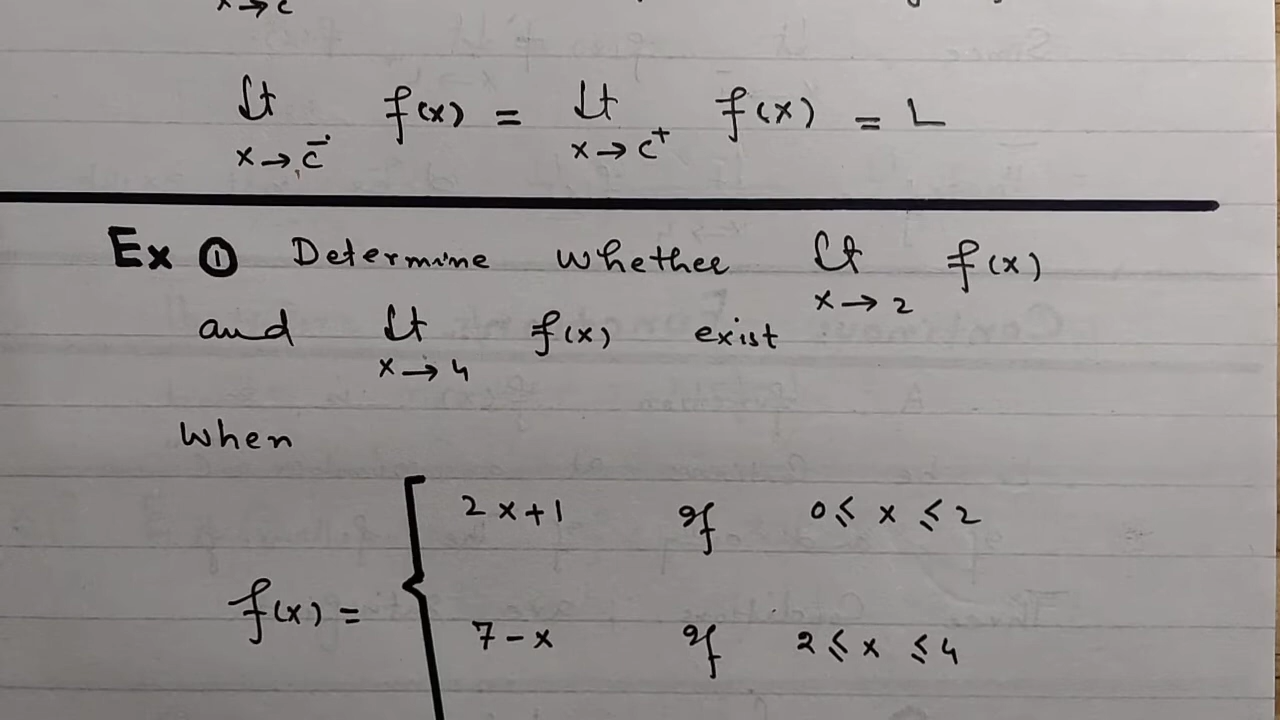 x→c
Lt f(x) = Lt f(x) = L
x→c⁻ x→c⁺
Ex ① Determine whether Lt f(x)
x→2
and Lt f(x) exist
x→4
When
2x+1 if 0≤ x ≤2
f(x) =
7-x if 2≤x ≤4